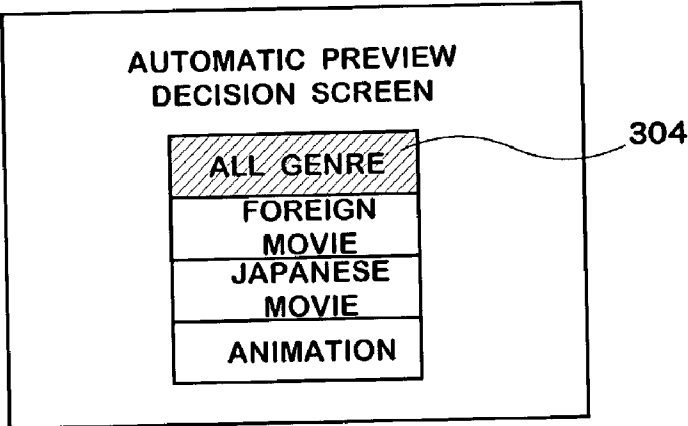 AUTOMATIC PREVIEW
DECISION SCREEN
304
ALL GENRE
FOREIGN
MOVIE
JAPANESE
MOVIE
ANIMATION